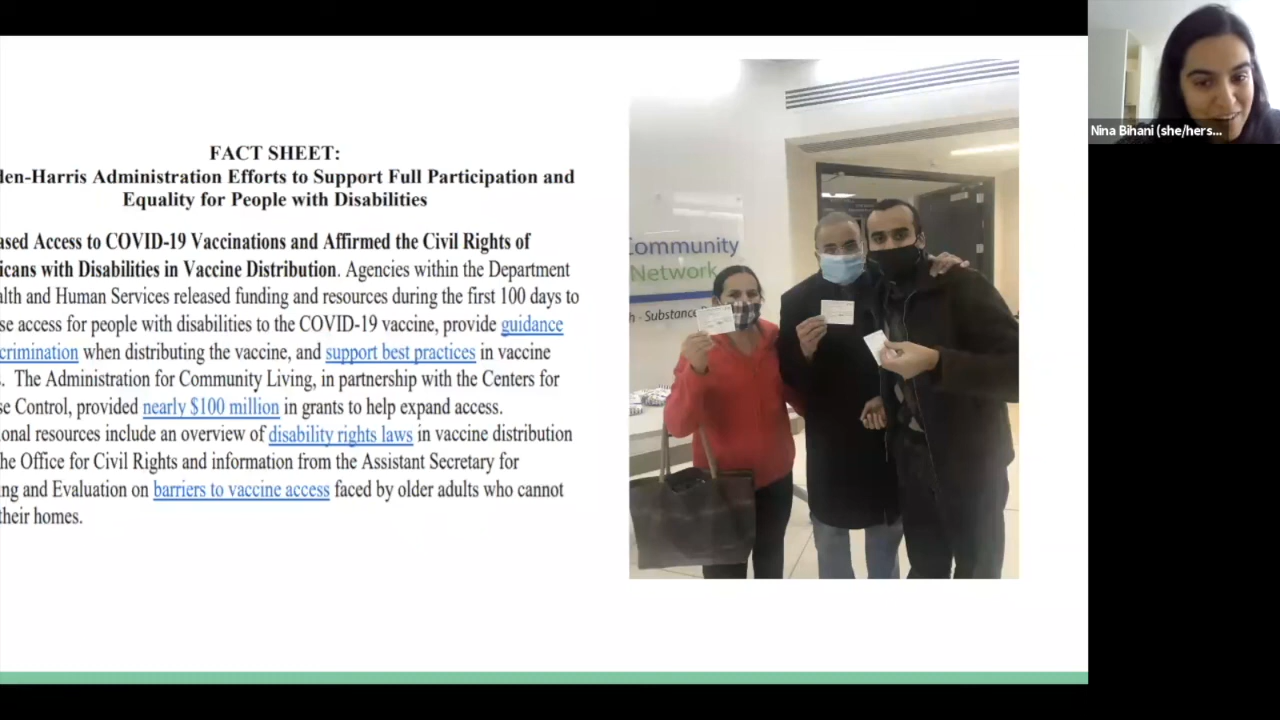 FACT SHEET:
den-Harris Administration Efforts to Support Full Participation and
Equality for People with Disabilities
ased Access to COVID-19 Vaccinations and Affirmed the Civil Rights of
icans with Disabilities in Vaccine Distribution. Agencies within the Department
alth and Human Services released funding and resources during the first 100 days to
se access for people with disabilities to the COVID-19 vaccine, provide guidance
crimination when distributing the vaccine, and support best practices in vaccine
. The Administration for Community Living, in partnership with the Centers for
se Control, provided nearly $100 million in grants to help expand access.
ional resources include an overview of disability rights laws in vaccine distribution
he Office for Civil Rights and information from the Assistant Secretary for
ing and Evaluation on barriers to vaccine access faced by older adults who cannot
their homes.
Community
Network
h - Substance
Nina Bihani (she/hers...